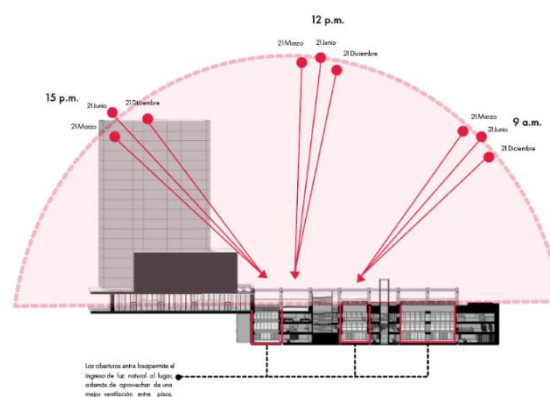 12 p.m.
21 Marzo
21 Junio
21 Diciembre
15 p.m.
21 Junio
21 Diciembre
21 Marzo
9 a.m.
21 Marzo
21 Junio
21 Diciembre
Las aberturas entre losa permite el
ingreso de luz natural al lugar,
además de aprovechar de una
mejor ventilación entre pisos.